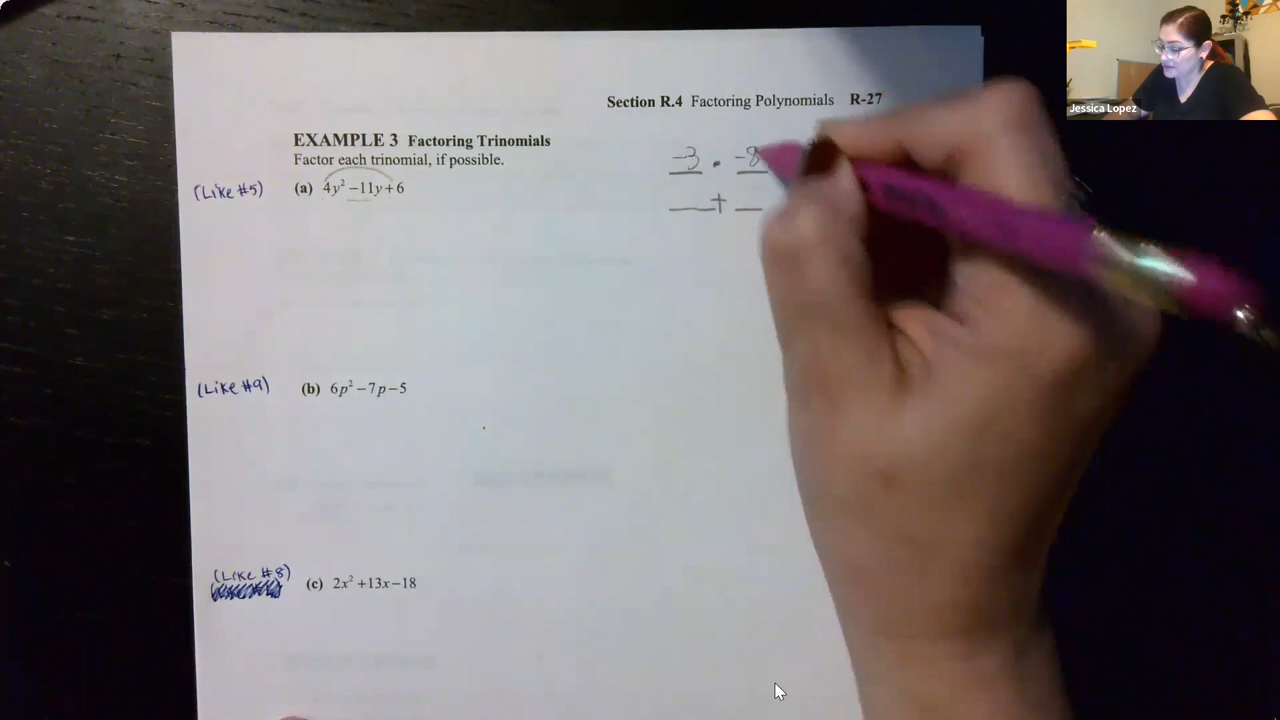 Jessica Lopez
Section R.4 Factoring Polynomials R-27
EXAMPLE 3 Factoring Trinomials
Factor each trinomial, if possible.
(Like #5) (a) 4y² −11y+6
-3 • -8
+
(Like #9) (b) 6p² −7p−5
(Like #8)
(c) 2x² +13x−18